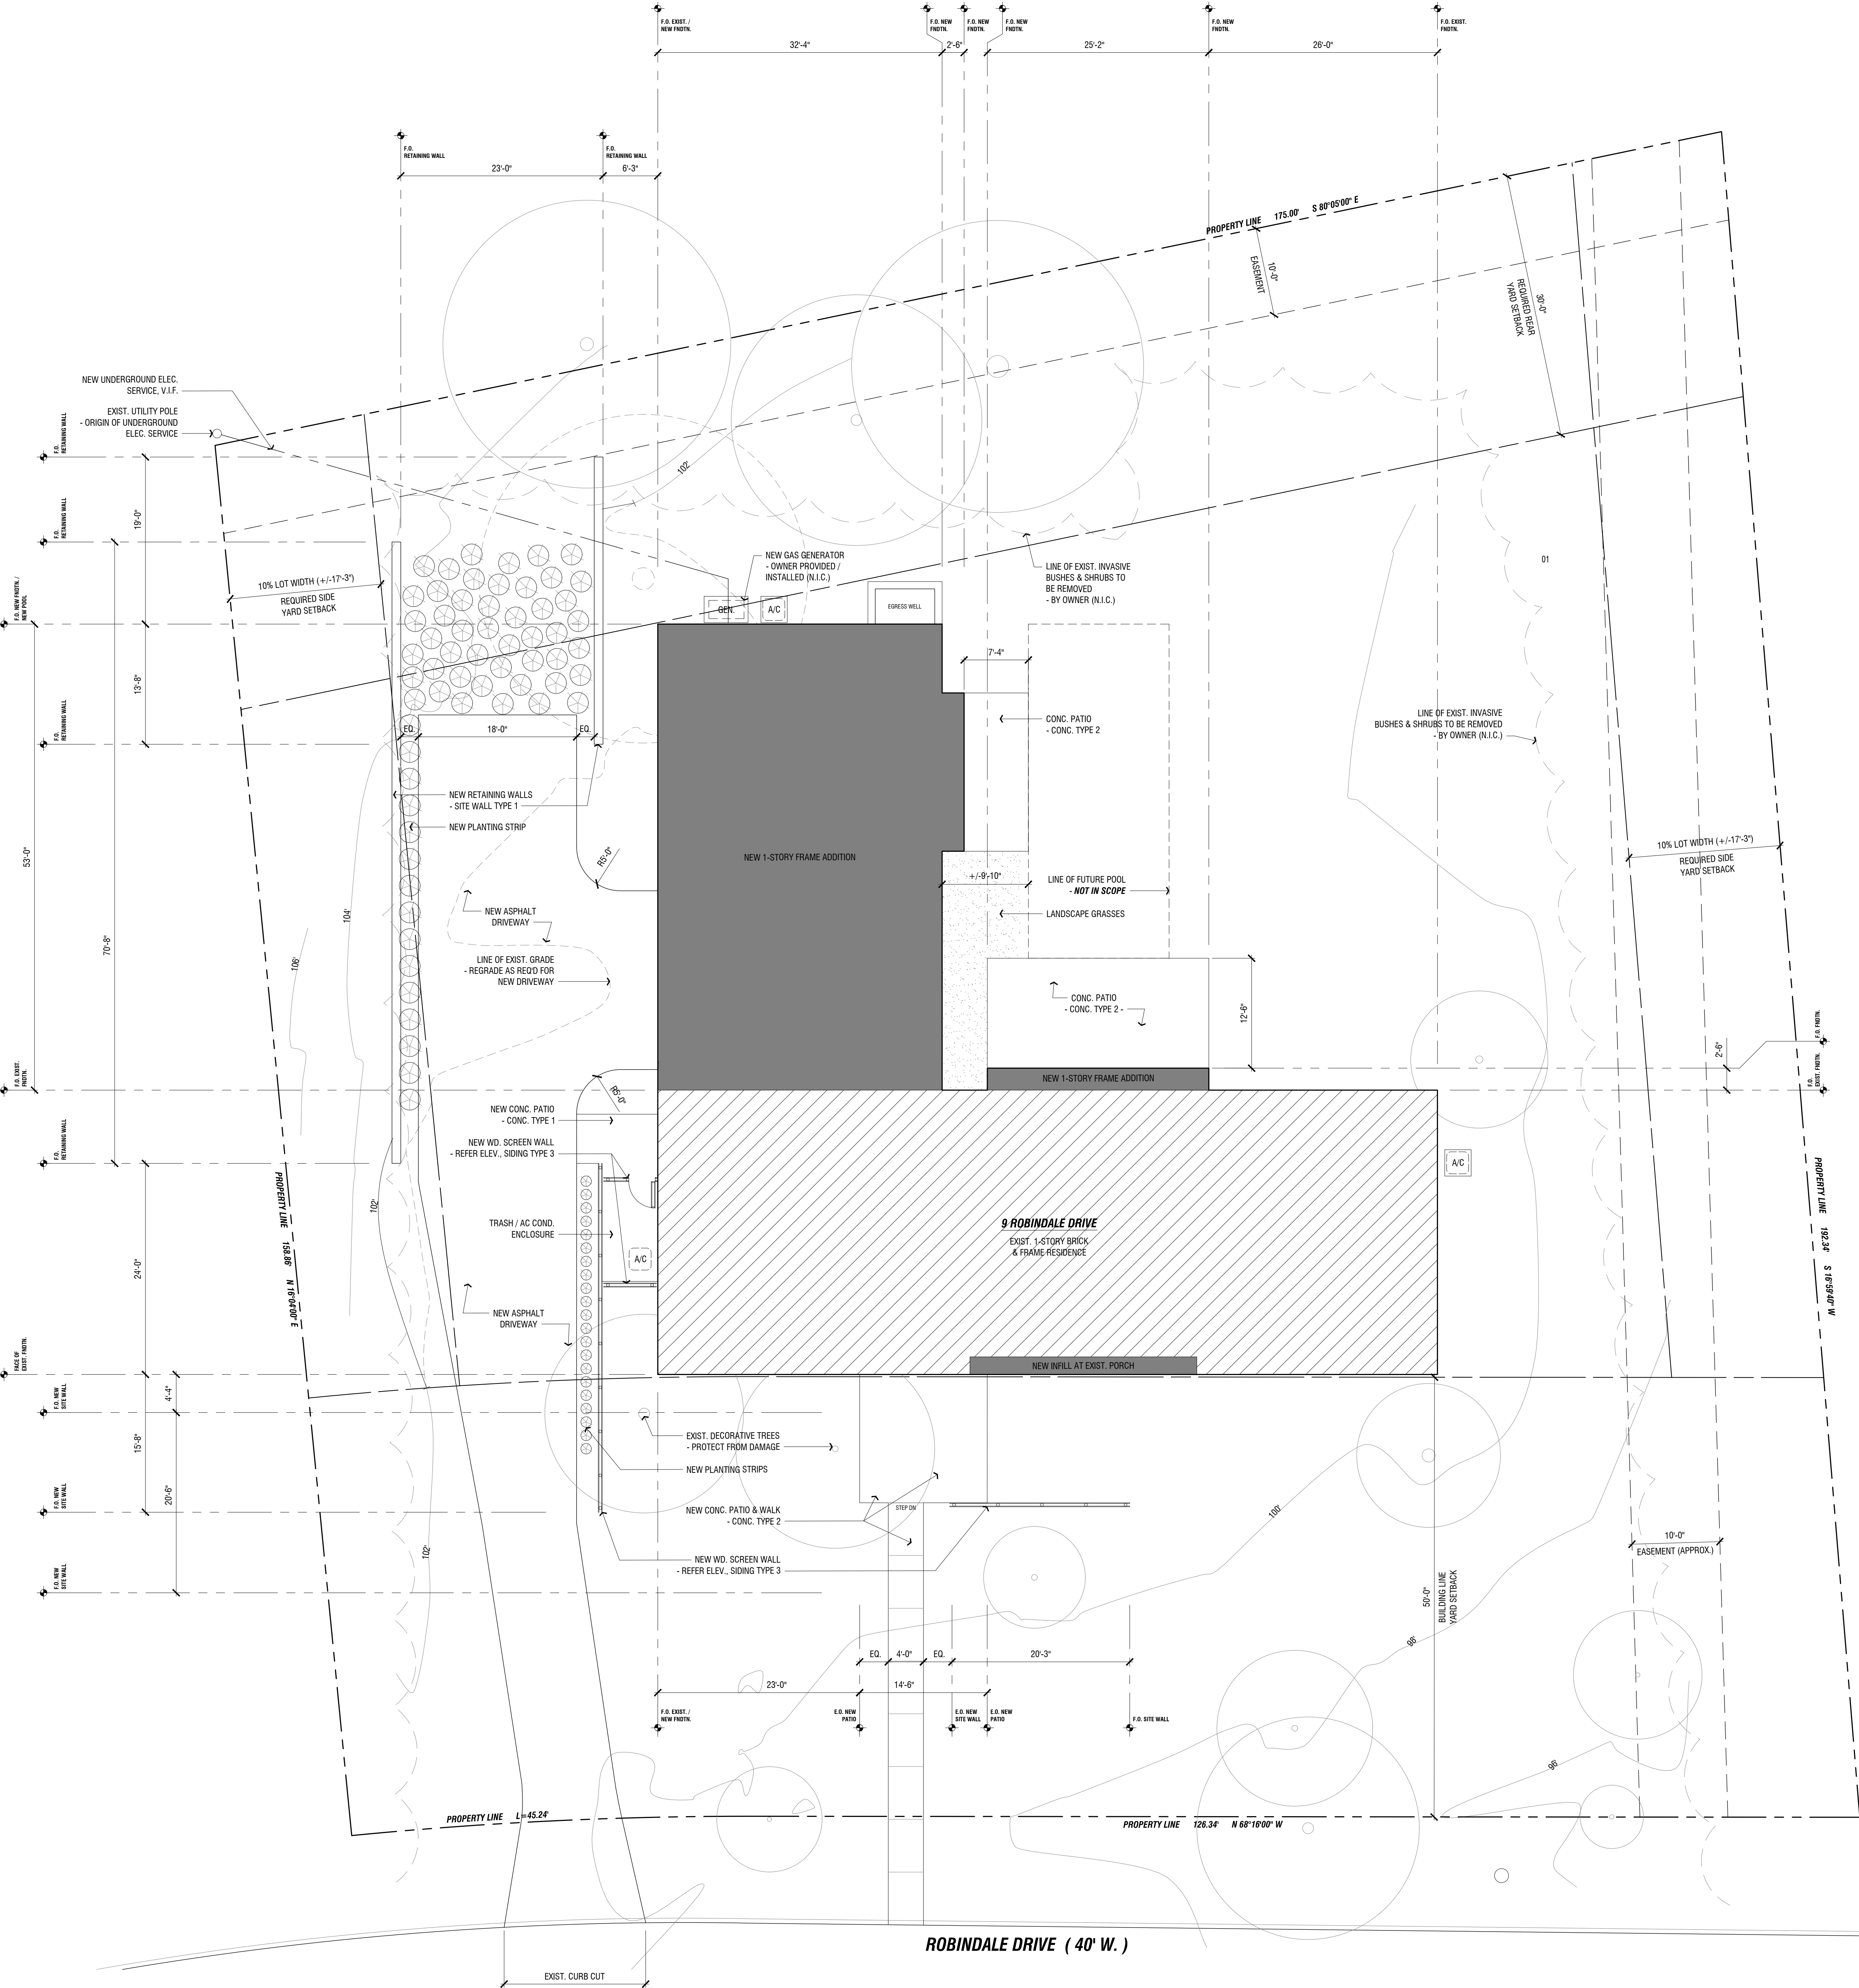 F.O. EXIST. /
NEW FNDTN.
F.O. NEW
FNDTN.
F.O. NEW
FNDTN.
F.O. NEW
FNDTN.
F.O. NEW
FNDTN.
F.O. EXIST.
FNDTN.
32'-4"
2'-6"
25'-2"
26'-0"
F.O.
RETAINING WALL
F.O.
RETAINING WALL
23'-0"
6'-3"
PROPERTY LINE 175.00' S 80°05'00" E
10'-0"
EASEMENT
30'-0"
REQUIRED REAR
YARD SETBACK
NEW UNDERGROUND ELEC.
SERVICE, V.I.F.
EXIST. UTILITY POLE
- ORIGIN OF UNDERGROUND
ELEC. SERVICE
F.O.
RETAINING WALL
102'
F.O.
RETAINING WALL
19'-0"
10% LOT WIDTH (+/-17'-3")
REQUIRED SIDE
YARD SETBACK
NEW GAS GENERATOR
- OWNER PROVIDED /
INSTALLED (N.I.C.)
LINE OF EXIST. INVASIVE
BUSHES & SHRUBS TO
BE REMOVED
- BY OWNER (N.I.C.)
01
F.O. NEW FNDTN. /
NEW POOL
GEN.
A/C
EGRESS WELL
7'-4"
13'-8"
F.O.
RETAINING WALL
EQ.
18'-0"
EQ.
CONC. PATIO
- CONC. TYPE 2
LINE OF EXIST. INVASIVE
BUSHES & SHRUBS TO BE REMOVED
- BY OWNER (N.I.C.)
NEW RETAINING WALLS
- SITE WALL TYPE 1
NEW PLANTING STRIP
53'-0"
R5'-0"
NEW 1-STORY FRAME ADDITION
10% LOT WIDTH (+/-17'-3")
REQUIRED SIDE
YARD SETBACK
+/-9'-10"
LINE OF FUTURE POOL
- NOT IN SCOPE
LANDSCAPE GRASSES
104'
NEW ASPHALT
DRIVEWAY
70'-8"
106'
LINE OF EXIST. GRADE
- REGRADE AS REQ'D FOR
NEW DRIVEWAY
CONC. PATIO
- CONC. TYPE 2 -
12'-6"
F.O. FNDTN.
2'-6"
F.O.
EXIST. FNDTN.
F.O. EXIST.
FNDTN.
NEW 1-STORY FRAME ADDITION
R5'-0"
NEW CONC. PATIO
- CONC. TYPE 1
NEW WD. SCREEN WALL
- REFER ELEV., SIDING TYPE 3
F.O.
RETAINING WALL
A/C
PROPERTY LINE 158.86' N 16°04'00" E
102'
TRASH / AC COND.
ENCLOSURE
A/C
9 ROBINDALE DRIVE
EXIST. 1-STORY BRICK
& FRAME RESIDENCE
PROPERTY LINE 192.34' S 16°59'40" W
24'-0"
NEW ASPHALT
DRIVEWAY
FACE OF
EXIST. FNDTN.
NEW INFILL AT EXIST. PORCH
4'-4"
F.O. NEW
SITE WALL
15'-8"
EXIST. DECORATIVE TREES
- PROTECT FROM DAMAGE
NEW PLANTING STRIPS
20'-6"
F.O. NEW
SITE WALL
NEW CONC. PATIO & WALK
- CONC. TYPE 2
STEP DN
100'
102'
10'-0"
EASEMENT (APPROX.)
NEW WD. SCREEN WALL
- REFER ELEV., SIDING TYPE 3
F.O. NEW
SITE WALL
50'-0"
BUILDING LINE
YARD SETBACK
98'
EQ.
4'-0"
EQ.
20'-3"
23'-0"
14'-6"
F.O. EXIST. /
NEW FNDTN.
E.O. NEW
PATIO
E.O. NEW
SITE WALL
E.O. NEW
PATIO
F.O. SITE WALL
96'
PROPERTY LINE L=45.24'
PROPERTY LINE 126.34' N 68°16'00" W
ROBINDALE DRIVE ( 40' W. )
EXIST. CURB CUT